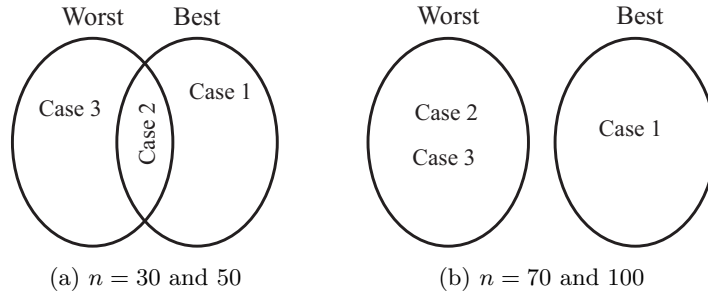 Worst Best
Case 3
Case 2
Case 1
(a) n = 30 and 50
Worst Best
Case 2
Case 3
Case 1
(b) n = 70 and 100